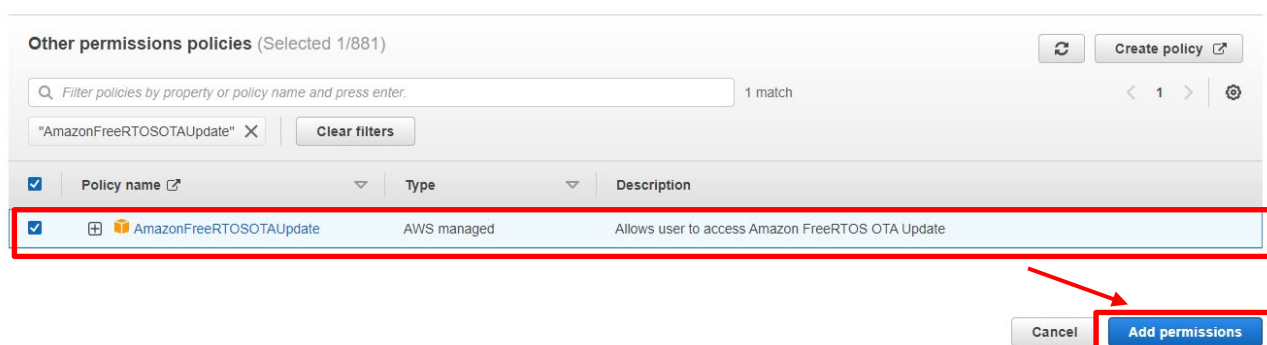 Other permissions policies (Selected 1/881)
Create policy
Filter policies by property or policy name and press enter.
1 match
1
"AmazonFreeRTOSOTAUpdate"
Clear filters
Policy name
Type
Description
AmazonFreeRTOSOTAUpdate
AWS managed
Allows user to access Amazon FreeRTOS OTA Update
Cancel
Add permissions